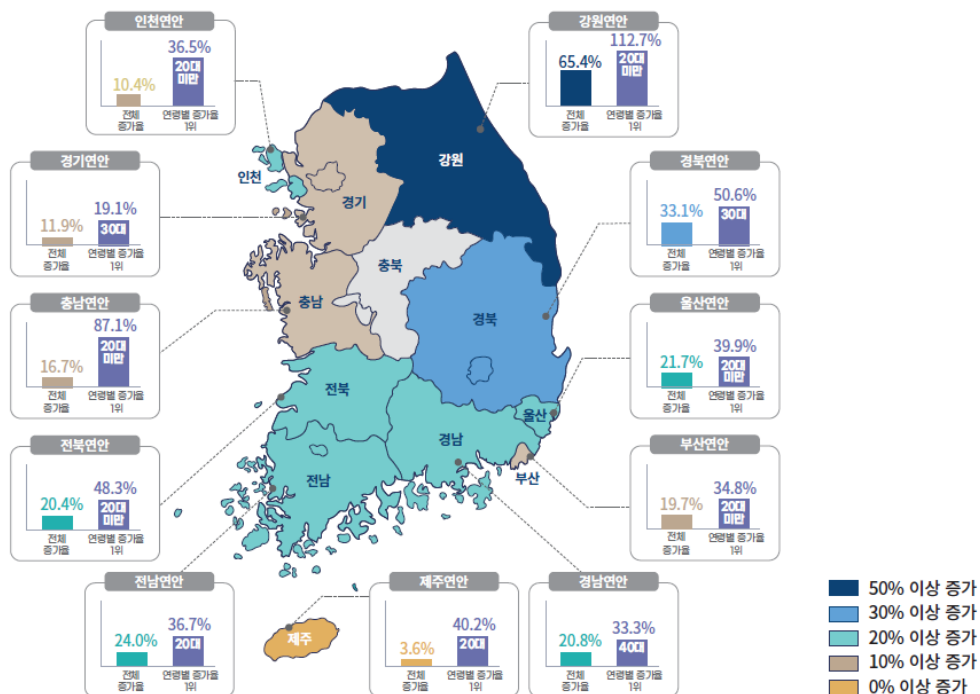 인천연안
36.5%
20대
미만
10.4%
전체
증가율
연령별 증가율
1위
강원연안
112.7%
65.4%
20대
미만
전체
증가율
연령별 증가율
1위
경기연안
19.1%
11.9%
30대
전체
증가율
연령별 증가율
1위
경북연안
50.6%
33.1%
30대
전체
증가율
연령별 증가율
1위
충남연안
87.1%
20대
미만
16.7%
전체
증가율
연령별 증가율
1위
울산연안
39.9%
21.7%
20대
미만
전체
증가율
연령별 증가율
1위
전북연안
48.3%
20.4%
20대
미만
전체
증가율
연령별 증가율
1위
부산연안
34.8%
19.7%
20대
미만
전체
증가율
연령별 증가율
1위
전남연안
36.7%
24.0%
20대
전체
증가율
연령별 증가율
1위
제주연안
40.2%
3.6%
20대
전체
증가율
연령별 증가율
1위
경남연안
33.3%
20.8%
40대
전체
증가율
연령별 증가율
1위
강원
인천
경기
충북
충남
경북
전북
울산
경남
부산
전남
제주
50% 이상 증가
30% 이상 증가
20% 이상 증가
10% 이상 증가
0% 이상 증가